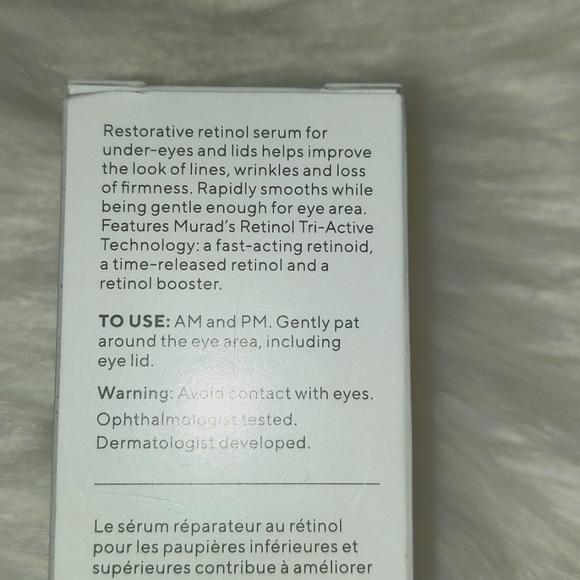 Restorative retinol serum for
under-eyes and lids helps improve
the look of lines, wrinkles and loss
of firmness. Rapidly smooths while
being gentle enough for eye area.
Features Murad's Retinol Tri-Active
Technology: a fast-acting retinoid,
a time-released retinol and a
retinol booster.
TO USE: AM and PM. Gently pat
around the eye area, including
eye lid.
Warning: Avoid contact with eyes.
Ophthalmologist tested.
Dermatologist developed.
Le sérum réparateur au rétinol
pour les paupières inférieures et
supérieures contribue à améliorer